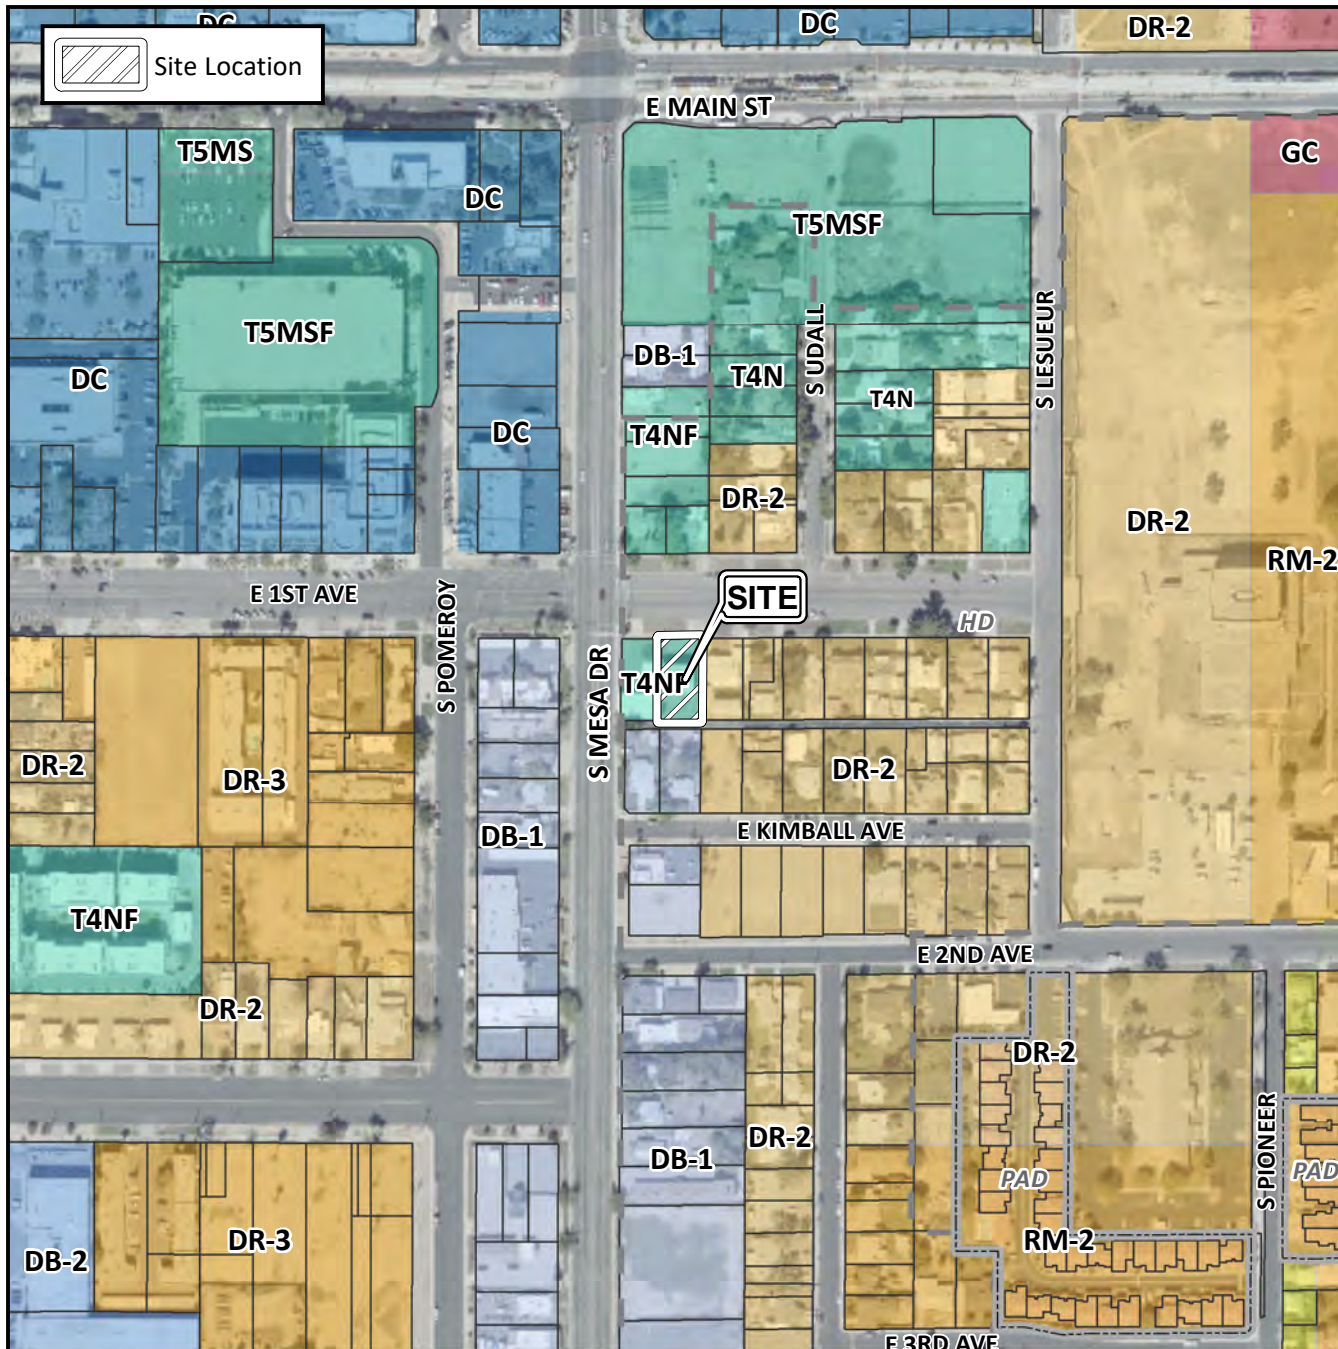 DC
DC
DR-2
Site Location
E MAIN ST
T5MS
GC
DC
T5MSF
T5MSF
DB-1
S UDALL
S LESUEUR
DC
T4N
T4N
DC
T4NF
DR-2
DR-2
RM-2
E 1ST AVE
S POMEROY
SITE
HD
S MESA DR
T4NF
DR-2
DR-3
DR-2
DB-1
E KIMBALL AVE
T4NF
E 2ND AVE
DR-2
DR-2
DB-1
DR-2
S PIONEER
PAD
PAD
DB-2
DR-3
RM-2
E 3RD AVE